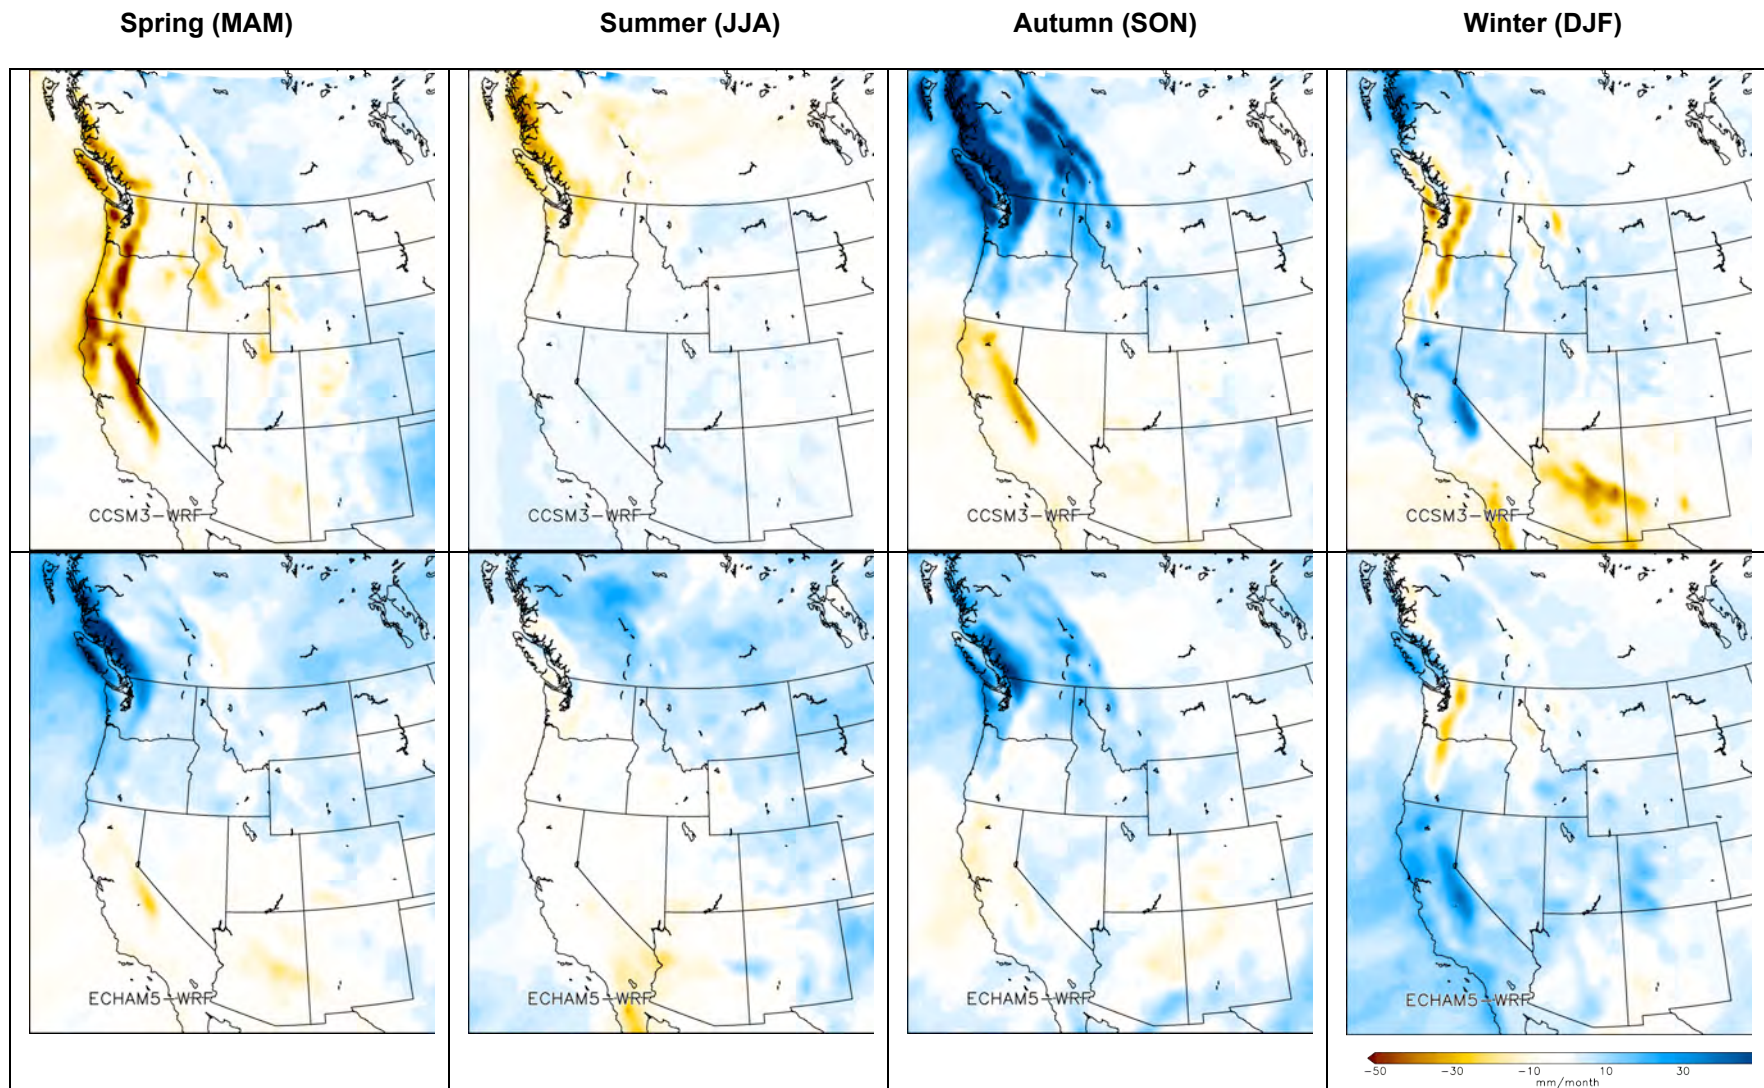 Spring (MAM) Summer (JJA) Autumn (SON) Winter (DJF)
CCSM3-WRF CCSM3-WRF CCSM3-WRF CCSM3-WRF
ECHAM5-WRF ECHAM5-WRF ECHAM5-WRF ECHAM5-WRF
-50 -30 -10 10 30
mm/month